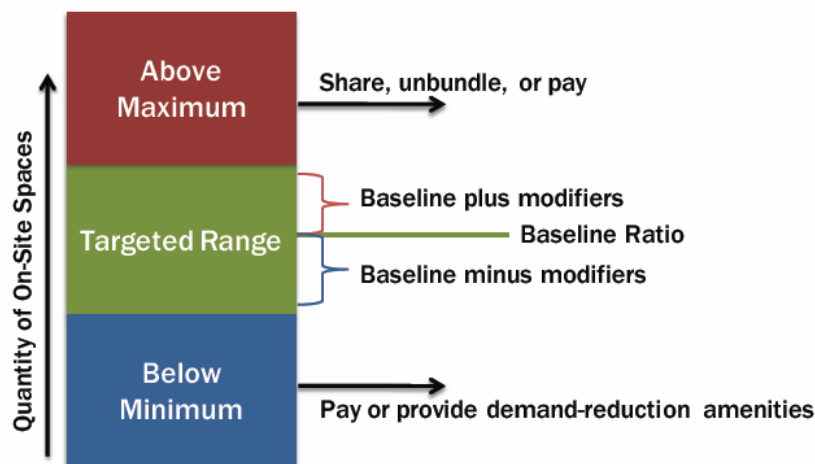 Above
Maximum
Share, unbundle, or pay
Quantity of On-Site Spaces
Baseline plus modifiers
Targeted Range
Baseline Ratio
Baseline minus modifiers
Below
Minimum
Pay or provide demand-reduction amenities